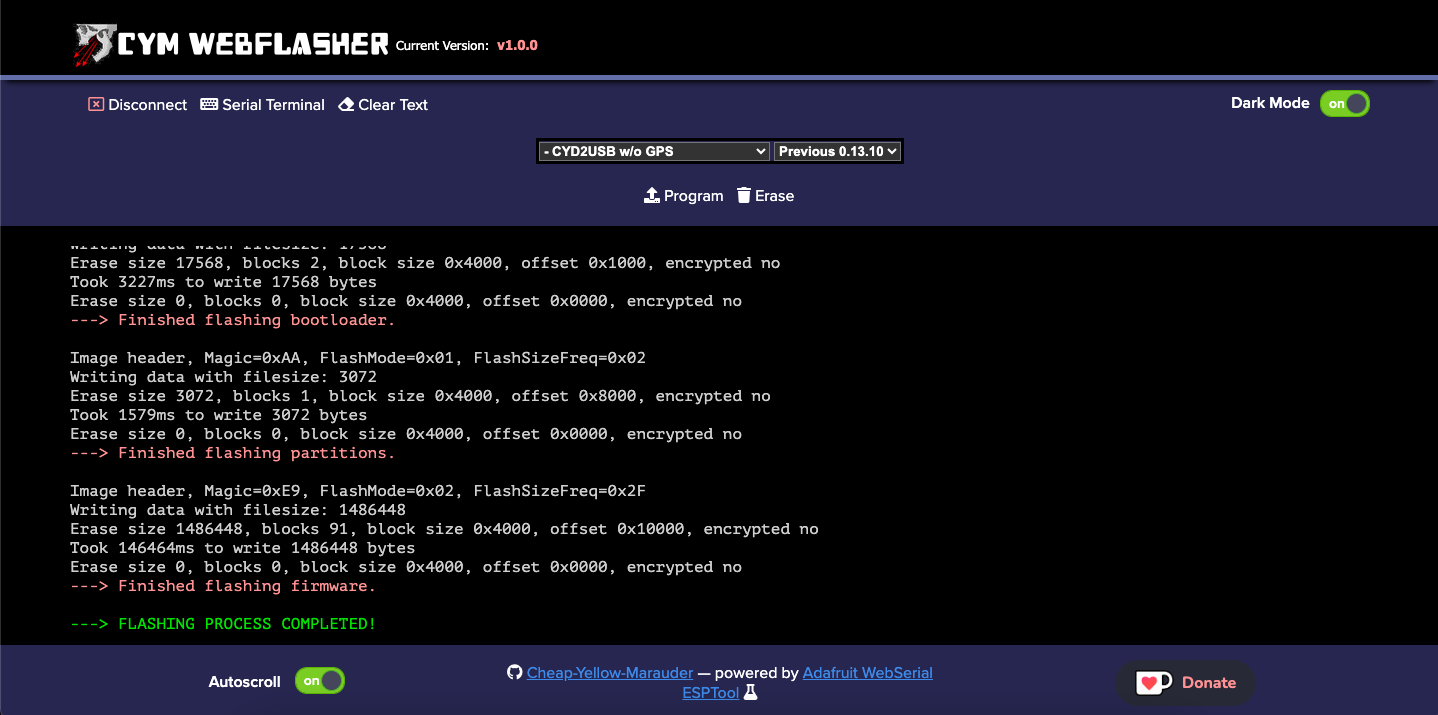 CYM WEBFLASHER Current Version: v1.0.0
Disconnect Serial Terminal Clear Text Dark Mode on
- CYD2USB w/o GPS Previous 0.13.10
Program Erase
Writing data with filesize: 17568
Erase size 17568, blocks 2, block size 0x4000, offset 0x1000, encrypted no
Took 3227ms to write 17568 bytes
Erase size 0, blocks 0, block size 0x4000, offset 0x0000, encrypted no
---> Finished flashing bootloader.
Image header, Magic=0xAA, FlashMode=0x01, FlashSizeFreq=0x02
Writing data with filesize: 3072
Erase size 3072, blocks 1, block size 0x4000, offset 0x8000, encrypted no
Took 1579ms to write 3072 bytes
Erase size 0, blocks 0, block size 0x4000, offset 0x0000, encrypted no
---> Finished flashing partitions.
Image header, Magic=0xE9, FlashMode=0x02, FlashSizeFreq=0x2F
Writing data with filesize: 1486448
Erase size 1486448, blocks 91, block size 0x4000, offset 0x10000, encrypted no
Took 146464ms to write 1486448 bytes
Erase size 0, blocks 0, block size 0x4000, offset 0x0000, encrypted no
---> Finished flashing firmware.
---> FLASHING PROCESS COMPLETED!
Autoscroll on
Cheap-Yellow-Marauder — powered by Adafruit WebSerial
ESPTool
Donate